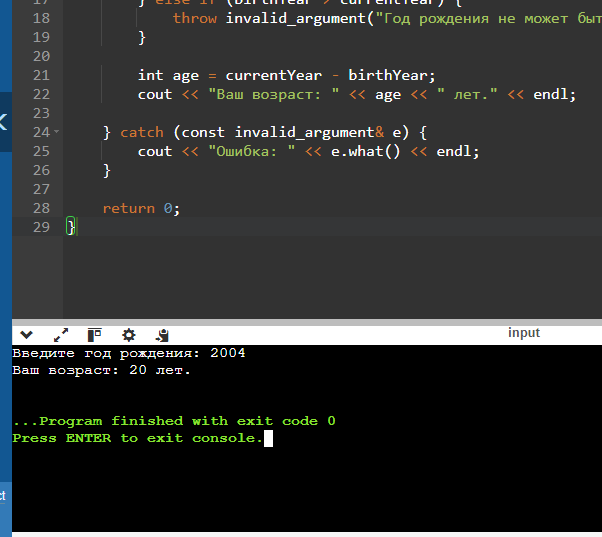 17 } else if (birthYear > currentYear) {
18 throw invalid_argument("Год рождения не может быт
19 }
20
21 int age = currentYear - birthYear;
22 cout << "Ваш возраст: " << age << " лет." << endl;
23
24 } catch (const invalid_argument& e) {
25 cout << "Ошибка: " << e.what() << endl;
26 }
27
28 return 0;
29 }
input
Введите год рождения: 2004
Ваш возраст: 20 лет.
...Program finished with exit code 0
Press ENTER to exit console.